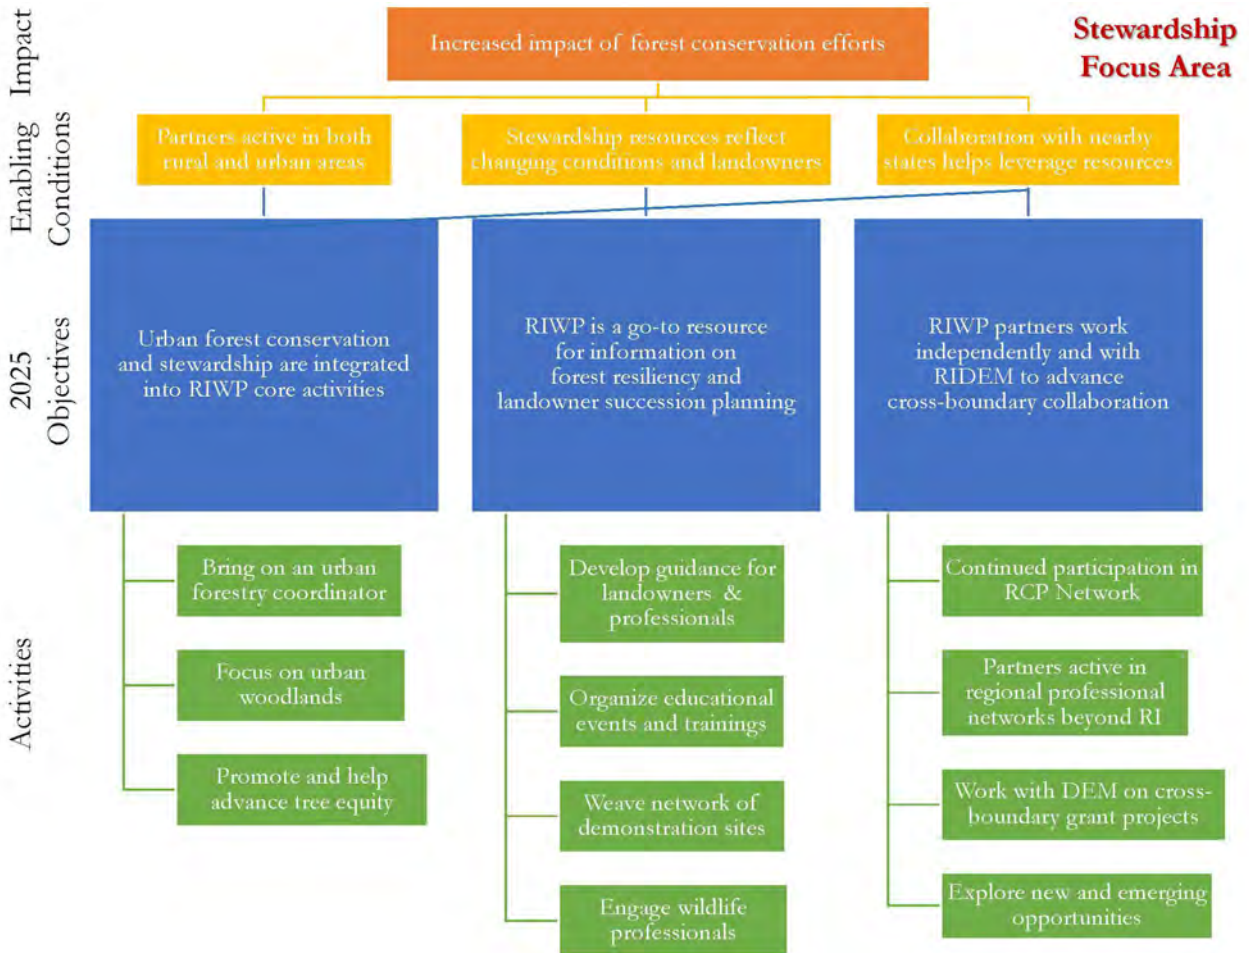 Stewardship
Focus Area
Impact
Increased impact of forest conservation efforts
Enabling
Conditions
Partners active in both
rural and urban areas
Stewardship resources reflect
changing conditions and landowners
Collaboration with nearby
states helps leverage resources
2025
Objectives
Urban forest conservation
and stewardship are integrated
into RIWP core activities
RIWP is a go-to resource
for information on
forest resiliency and
landowner succession planning
RIWP partners work
independently and with
RIDEM to advance
cross-boundary collaboration
Activities
Bring on an urban
forestry coordinator
Focus on urban
woodlands
Promote and help
advance tree equity
Develop guidance for
landowners &
professionals
Organize educational
events and trainings
Weave network of
demonstration sites
Engage wildlife
professionals
Continued participation in
RCP Network
Partners active in
regional professional
networks beyond RI
Work with DEM on cross-
boundary grant projects
Explore new and emerging
opportunities